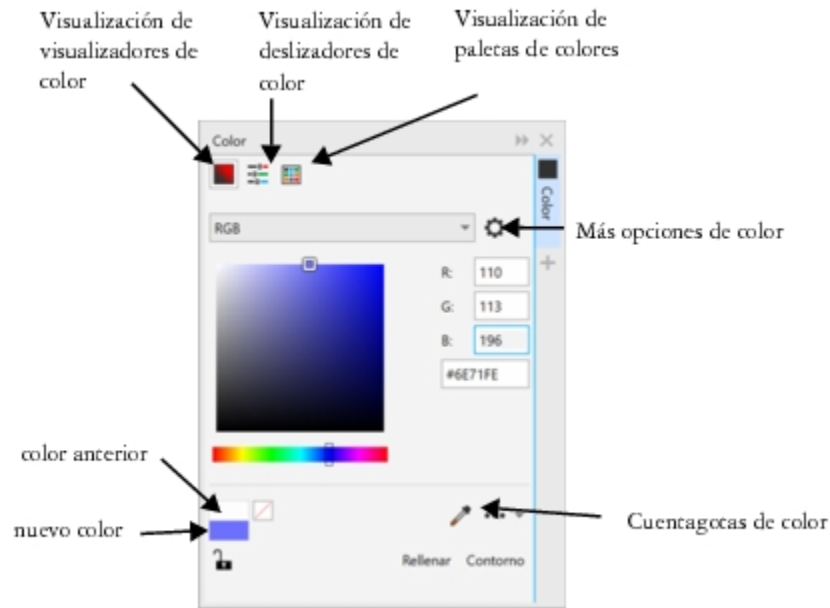 Visualización de
visualizadores de
color
Visualización de
deslizadores de
color
Visualización de
paletas de colores
Color
Color
RGB
Más opciones de color
R: 110
G: 113
B: 196
#6E71FE
color anterior
nuevo color
Cuentagotas de color
Rellenar Contorno